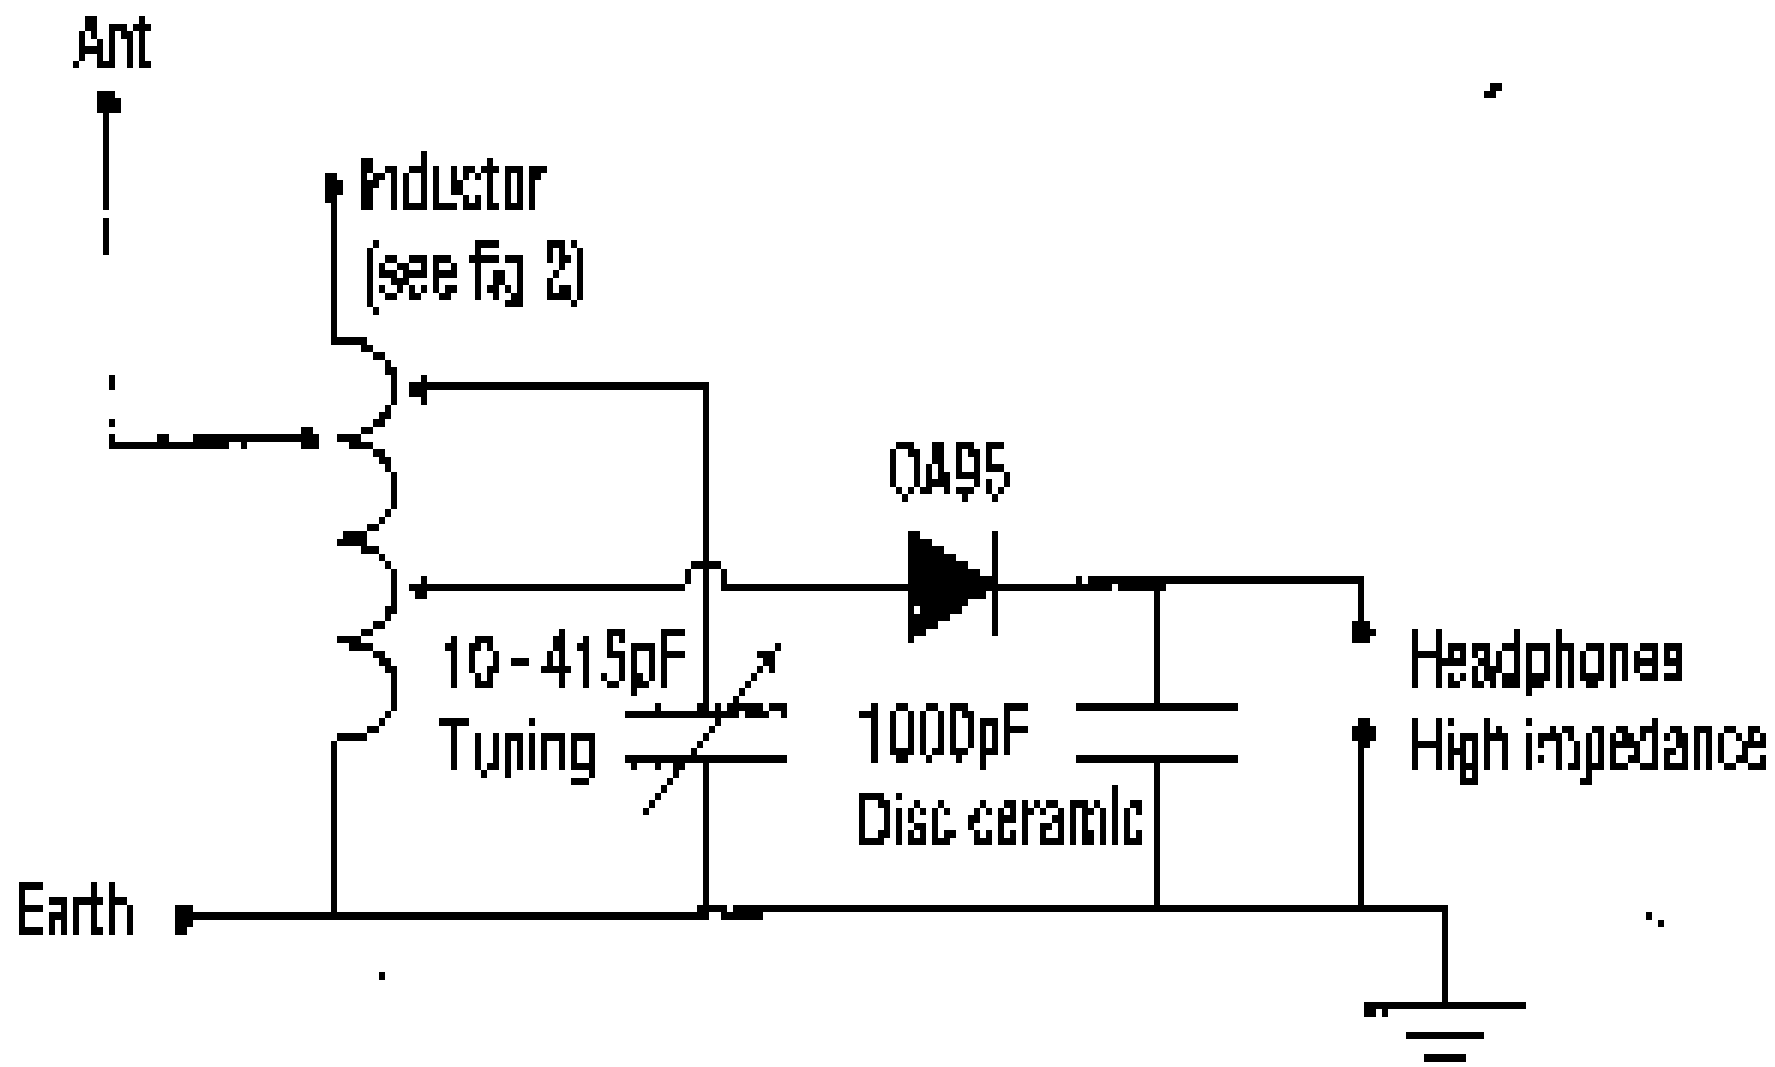 Ant
Inductor
(see fig 2)
OA95
10 - 415pF
Tuning
1000pF
Disc ceramic
Headphones
High impedance
Earth